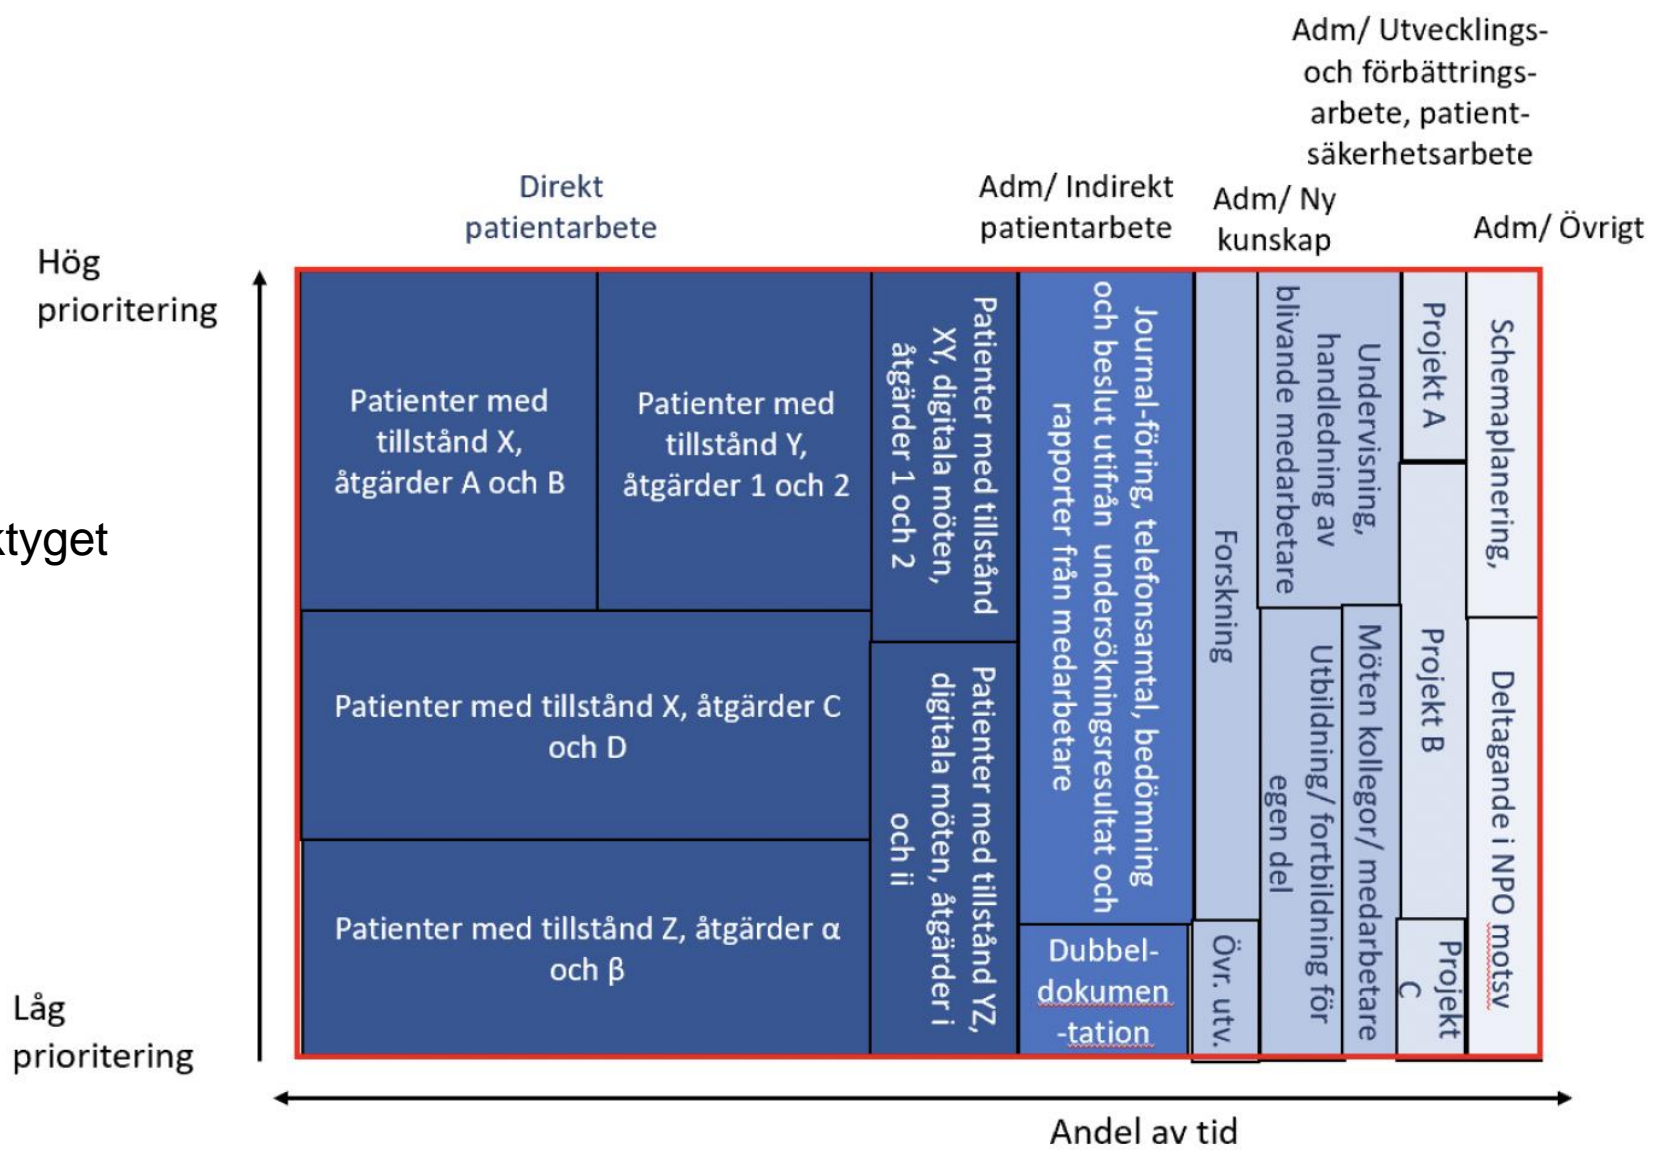 Adm/ Utvecklings-
och förbättrings-
arbete, patient-
säkerhetsarbete
Direkt
patientarbete
Adm/ Indirekt
patientarbete
Adm/ Ny
kunskap
Adm/ Övrigt
Hög
prioritering
ktyget
Låg
prioritering
Patienter med
tillstånd X,
åtgärder A och B
Patienter med
tillstånd Y,
åtgärder 1 och 2
Patienter med tillstånd X, åtgärder C
och D
Patienter med tillstånd Z, åtgärder α
och β
Patienter med tillstånd
XY, digitala möten,
åtgärder 1 och 2
Patienter med tillstånd YZ,
digitala möten, åtgärder i
och ii
Journal-föring, telefonsamtal, bedömning
och beslut utifrån undersökningsresultat och
rapporter från medarbetare
Dubbel-
dokumen
-tation
Forskning
Övr. utv.
Undervisning,
handledning av
blivande medarbetare
Möten kollegor/ medarbetare
Utbildning/ fortbildning för
egen del
Projekt A
Projekt B
Projekt
C
Schemaplanering,
Deltagande i NPO motsv
Andel av tid